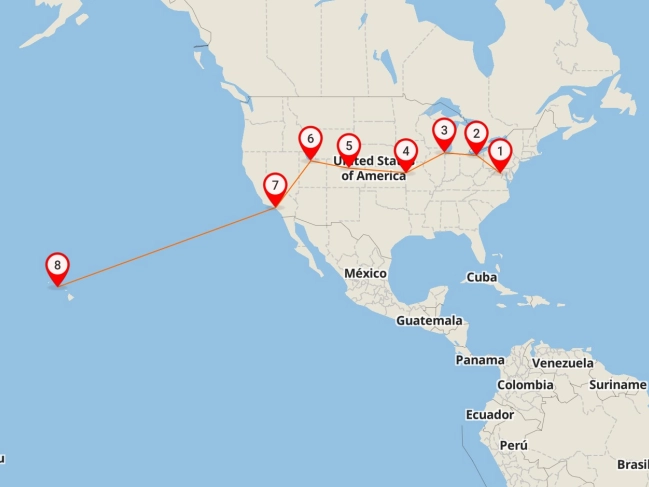 3
2
6
5
4
1
United States
of America
7
8
México
Cuba
Guatemala
Panama
Venezuela
Colombia
Suriname
Ecuador
Perú
Brasil
u